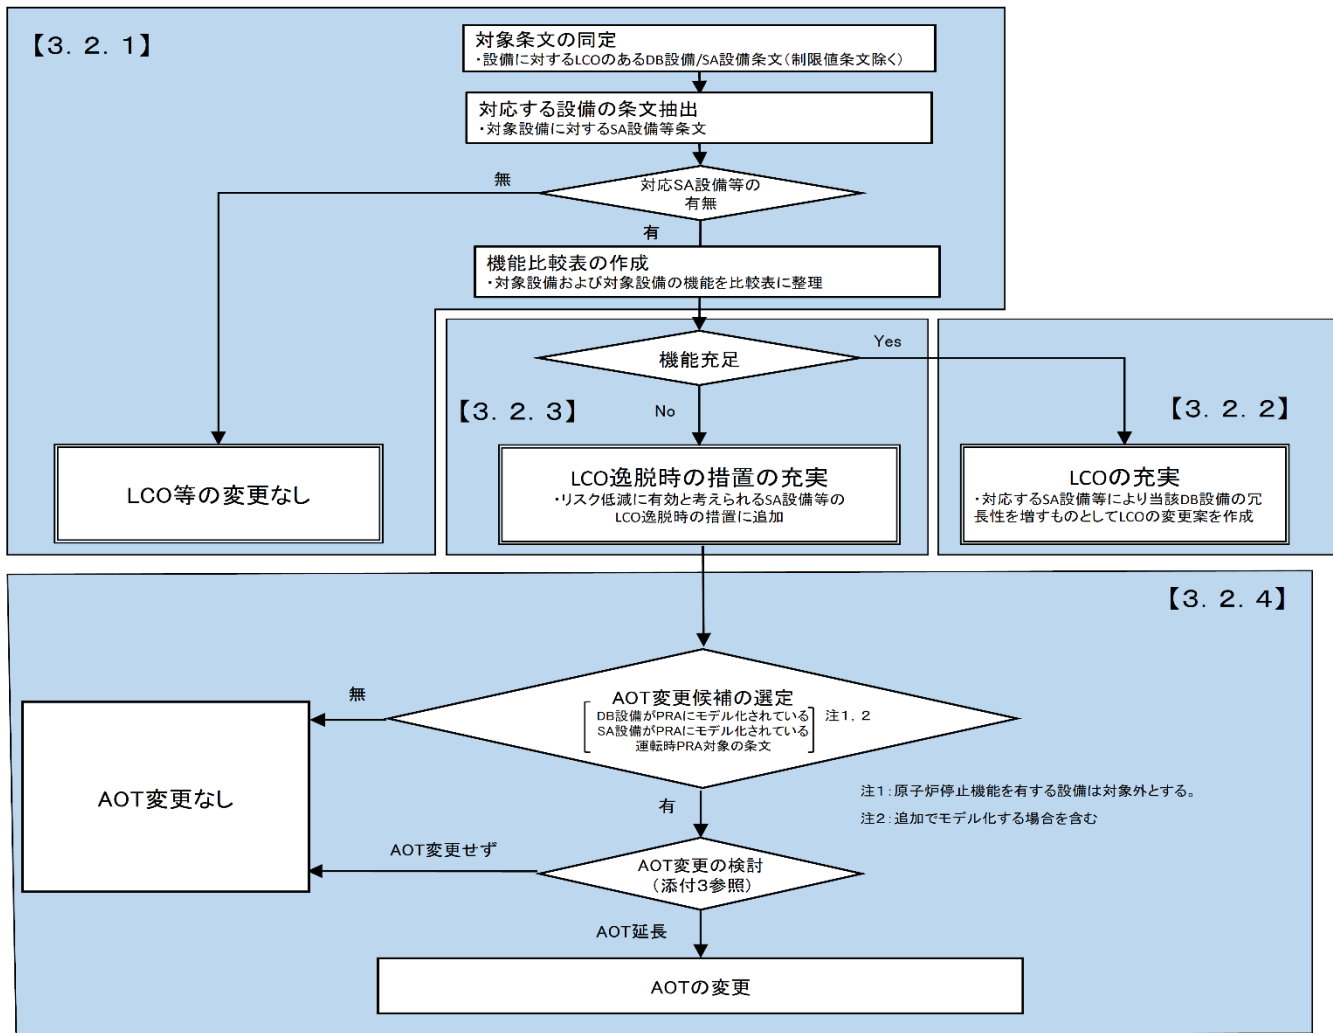 【3. 2. 1】
対象条文の同定
・設備に対するLCOのあるDB設備/SA設備条文(制限値条文除く)
対応する設備の条文抽出
・対象設備に対するSA設備等条文
対応SA設備等の
有無
無
有
機能比較表の作成
・対象設備および対象設備の機能を比較表に整理
機能充足
Yes
No
【3. 2. 3】
【3. 2. 2】
LCO等の変更なし
LCO逸脱時の措置の充実
・リスク低減に有効と考えられるSA設備等の
LCO逸脱時の措置に追加
LCOの充実
・対応するSA設備等により当該DB設備の冗
長性を増すものとしてLCOの変更案を作成
【3. 2. 4】
AOT変更候補の選定
DB設備がPRAにモデル化されている
SA設備がPRAにモデル化されている
運転時PRA対象の条文
注1, 2
無
有
AOT変更なし
注1:原子炉停止機能を有する設備は対象外とする。
注2:追加でモデル化する場合を含む
AOT変更せず
AOT変更の検討
(添付3参照)
AOT延長
AOTの変更